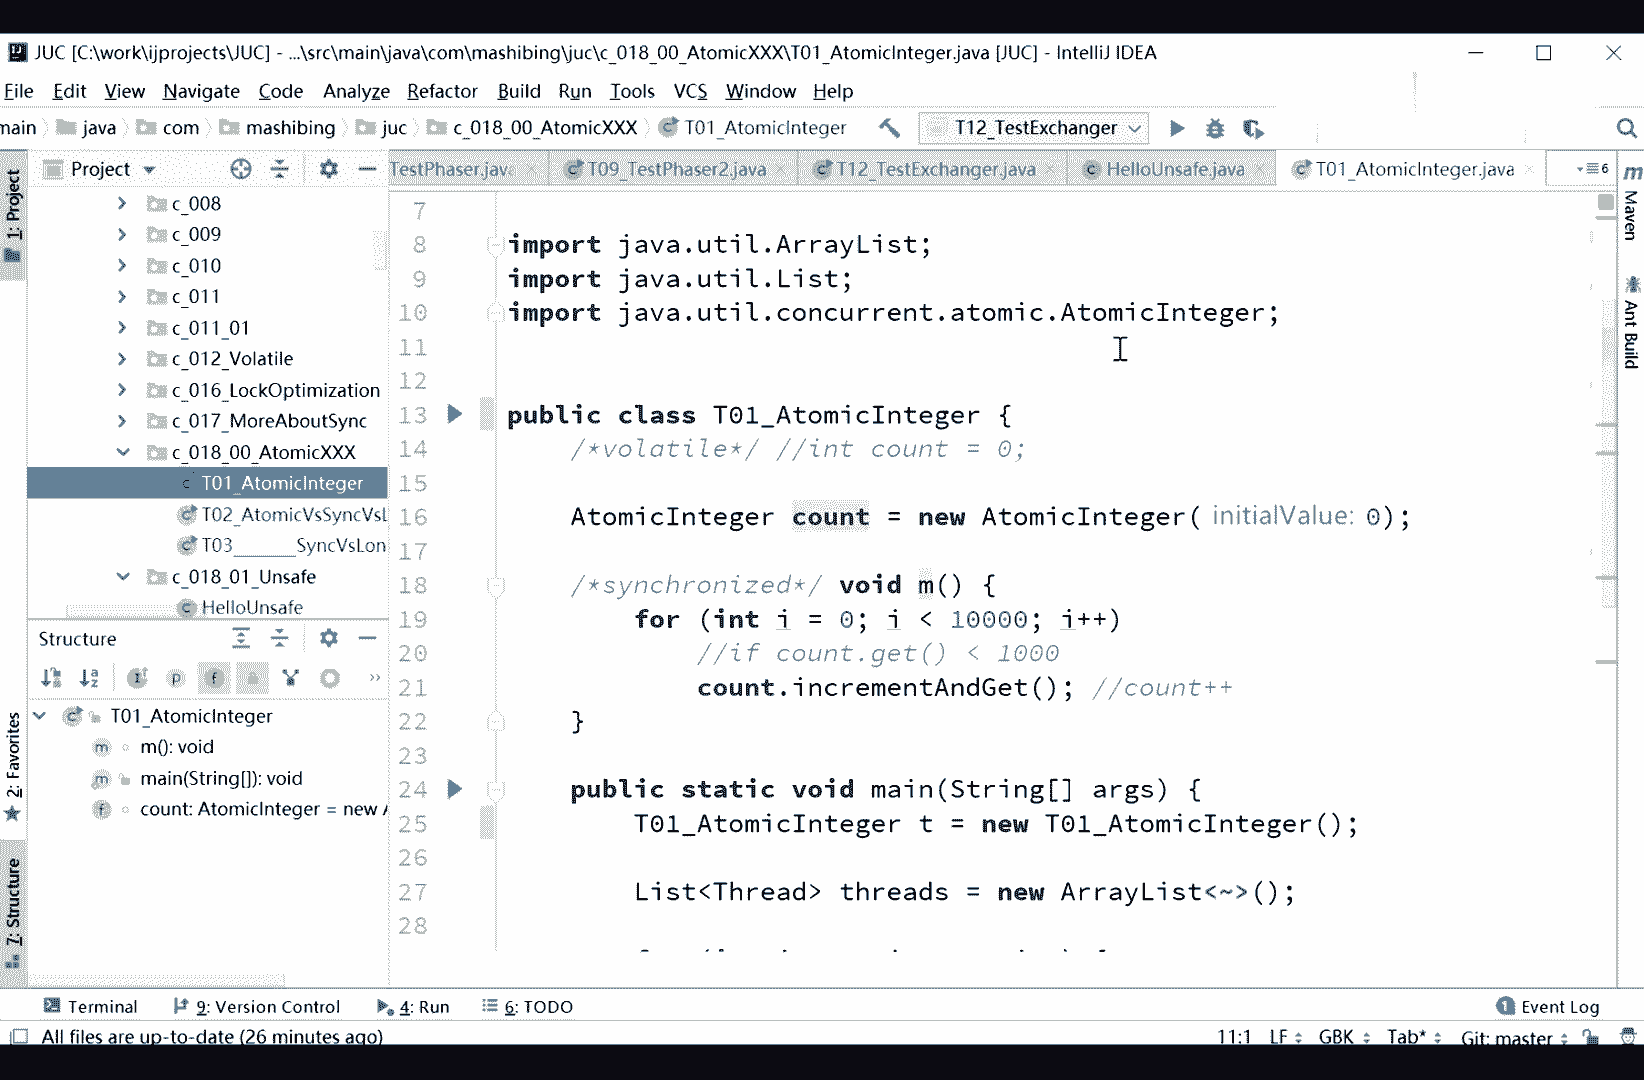 JUC [C:\work\ijprojects\JUC] - ...\src\main\java\com\mashibing\juc\c_018_00_AtomicXXX\T01_AtomicInteger.java [JUC] - IntelliJ IDEA
File Edit View Navigate Code Analyze Refactor Build Run Tools VCS Window Help
main java com mashibing juc c_018_00_AtomicXXX T01_AtomicInteger T12_TestExchanger
Project TestPhaser.jav T09_TestPhaser2.java T12_TestExchanger.java HelloUnsafe.java T01_AtomicInteger.java 6
1: Project
c_008
c_009
c_010
c_011
c_011_01
c_012_Volatile
c_016_LockOptimization
c_017_MoreAboutSync
c_018_00_AtomicXXX
T01_AtomicInteger
T02_AtomicVsSyncVsL
T03______SyncVsLon
c_018_01_Unsafe
HelloUnsafe
Structure
T01_AtomicInteger
m(): void
main(String[]): void
count: AtomicInteger = new A
2: Favorites
7: Structure
7
8 import java.util.ArrayList;
9 import java.util.List;
10 import java.util.concurrent.atomic.AtomicInteger;
11
12
13 public class T01_AtomicInteger {
14 /*volatile*/ //int count = 0;
15
16 AtomicInteger count = new AtomicInteger( initialValue: 0);
17
18 /*synchronized*/ void m() {
19 for (int i = 0; i < 10000; i++)
20 //if count.get() < 1000
21 count.incrementAndGet(); //count++
22 }
23
24 public static void main(String[] args) {
25 T01_AtomicInteger t = new T01_AtomicInteger();
26
27 List<Thread> threads = new ArrayList<~>();
28
m Maven
Ant Build
Terminal 9: Version Control 4: Run 6: TODO 1 Event Log
All files are up-to-date (26 minutes ago) 11:1 LF GBK Tab* Git: master